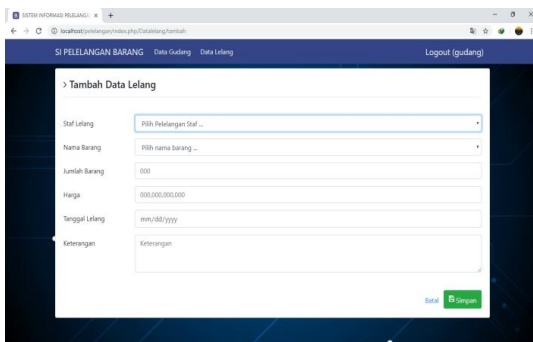 SISTEM INFORMASI PELELANGA
localhost/pelelangan/index.php/Datalelang/tambah
SI PELELANGAN BARANG Data Gudang Data Lelang Logout (gudang)
> Tambah Data Lelang
Staf Lelang Pilih Pelelangan Staf ...
Nama Barang Pilih nama barang ...
Jumlah Barang 000
Harga 000,000,000,000
Tanggal Lelang mm/dd/yyyy
Keterangan Keterangan
Batal Simpan